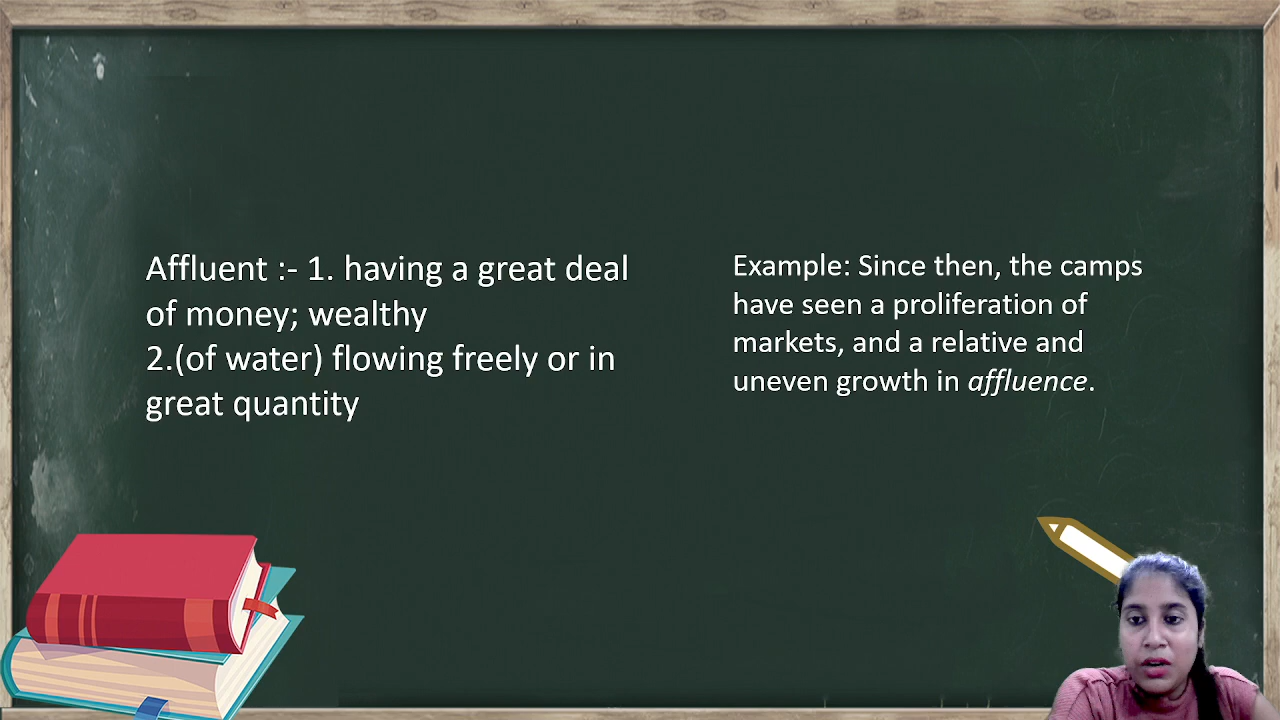 Affluent :- 1. having a great deal
of money; wealthy
2.(of water) flowing freely or in
great quantity
Example: Since then, the camps
have seen a proliferation of
markets, and a relative and
uneven growth in affluence.